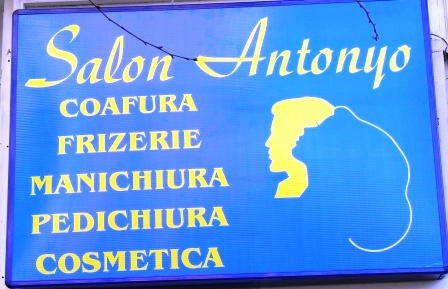 Salon Antonyo
COAFURA
FRIZERIE
MANICHIURA
PEDICHIURA
COSMETICA